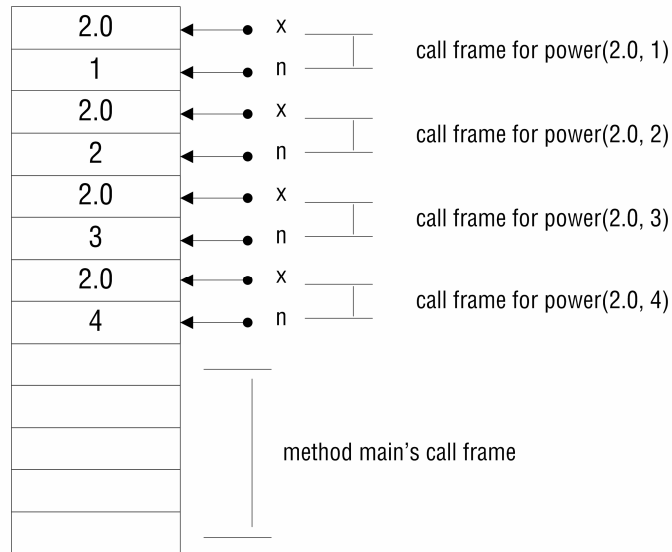 2.0 x
call frame for power(2.0, 1)
1 n
2.0 x
call frame for power(2.0, 2)
2 n
2.0 x
call frame for power(2.0, 3)
3 n
2.0 x
call frame for power(2.0, 4)
4 n
method main's call frame